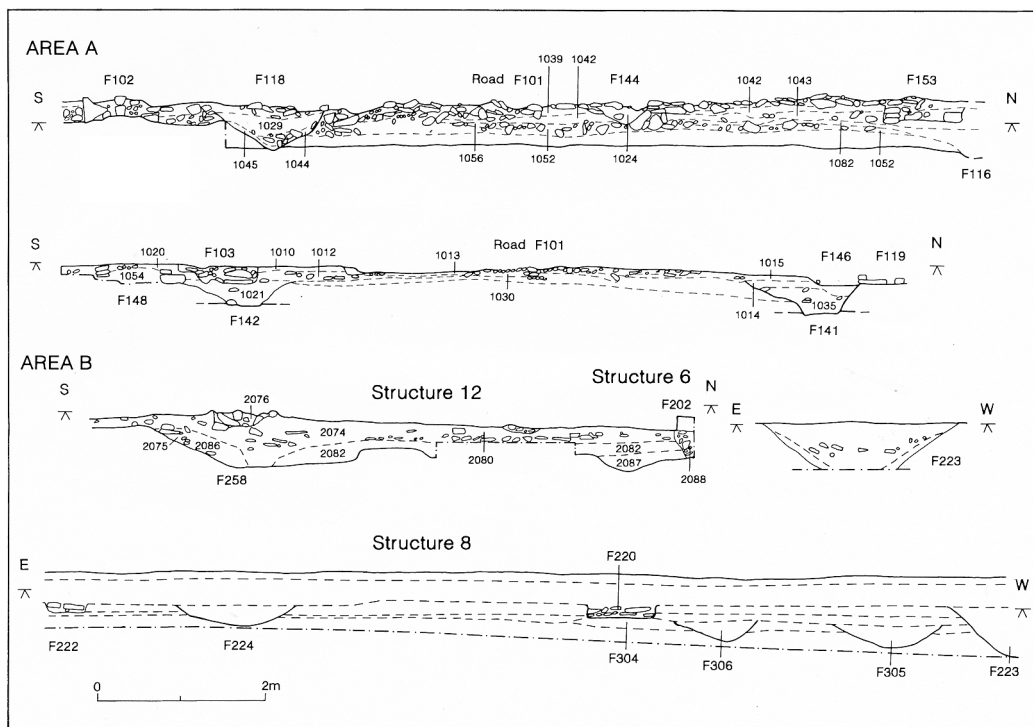 AREA A
F102 F118 Road F101 1039 1042 F144 1042 1043 F153
S N
1029
1045 1044 1056 1052 1024 1082 1052 F116
S 1020 F103 1010 1012 1013 Road F101 1015 F146 F119 N
1054 1021 1030 1014 1035
F148 F142 F141
AREA B
S 2076 Structure 12 Structure 6 F202 N E W
2075 2086 2074 2082 2080 2082 2087 2088 F223
F258
Structure 8
E F220 W
F222 F224 F304 F306 F305 F223
0 2m